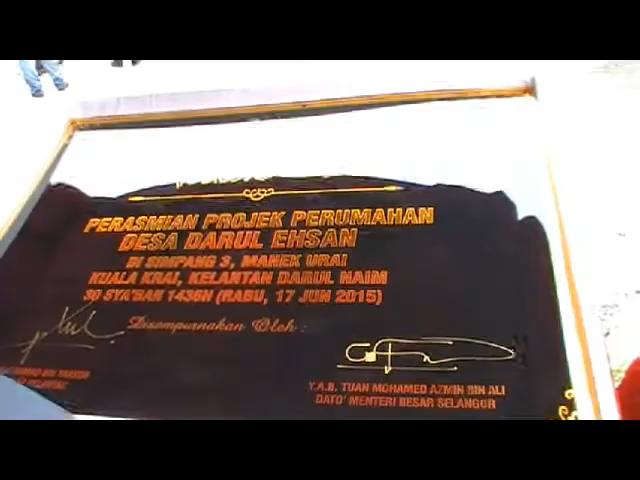 PERASMIAN PROJEK PERUMAHAN
DESA DARUL EHSAN
DI SIMPANG 3, MANEK URAI
KUALA KRAI, KELANTAN DARUL NAIM
30 SYA'BAN 1436H (RABU, 17 JUN 2015)
Disempurnakan Oleh :
Y.A.B. TUAN MOHAMED AZMIN BIN ALI
DATO' MENTERI BESAR SELANGOR